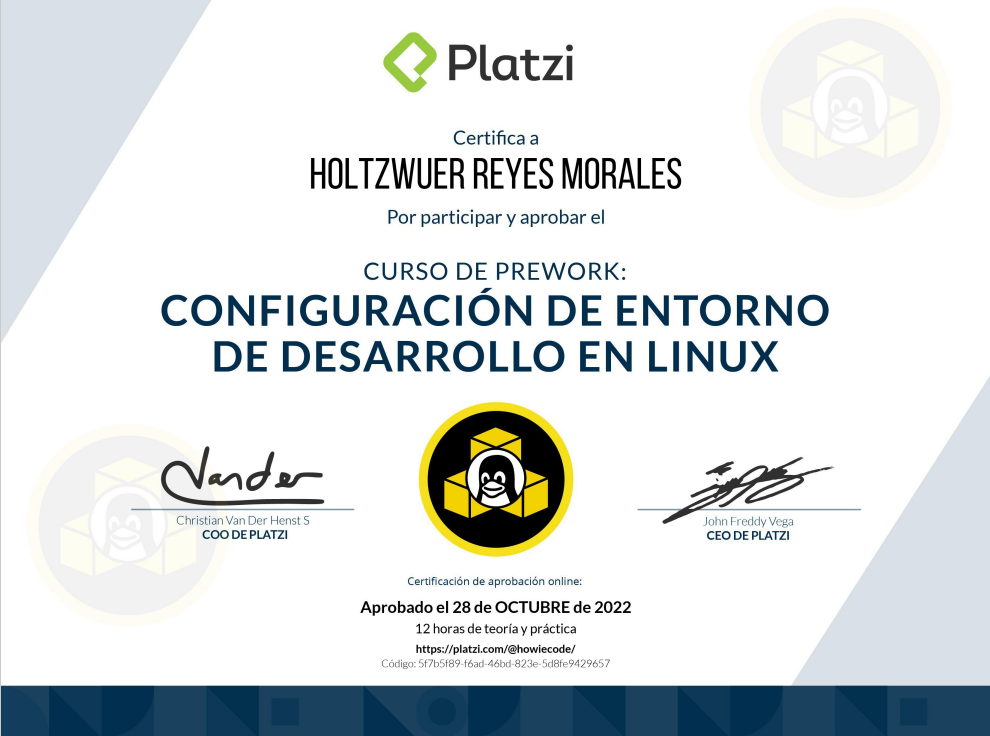 Platzi
Certifica a
HOLTZWUER REYES MORALES
Por participar y aprobar el
CURSO DE PREWORK:
CONFIGURACIÓN DE ENTORNO
DE DESARROLLO EN LINUX
Vander
Christian Van Der Henst S
COO DE PLATZI
John Freddy Vega
CEO DE PLATZI
Certificación de aprobación online:
Aprobado el 28 de OCTUBRE de 2022
12 horas de teoría y práctica
https://platzi.com/@howiecode/
Código: 5f7b5f89-f6ad-46bd-823e-5d8fe9429657